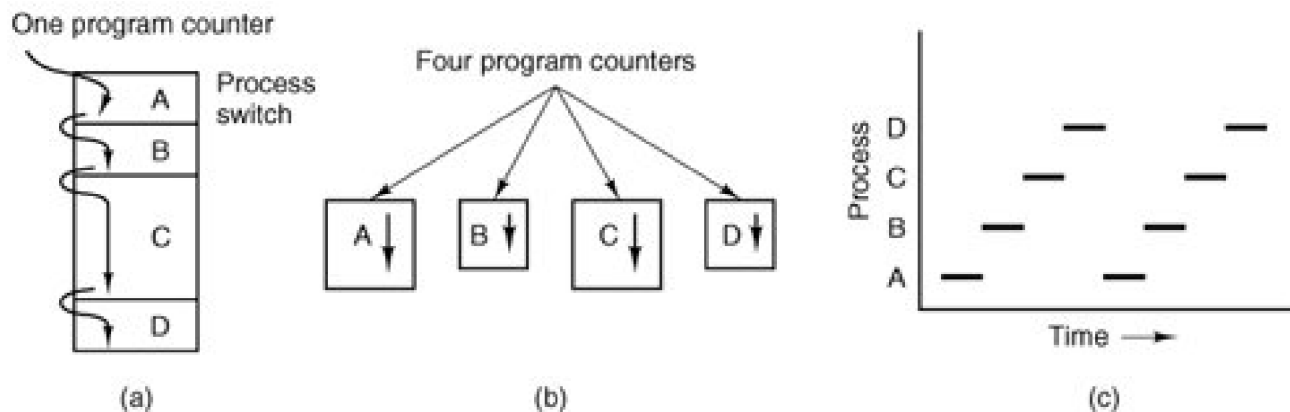 One program counter
Process
switch
A
B
C
D
(a)
Four program counters
A
B
C
D
(b)
Process
D
C
B
A
Time
(c)